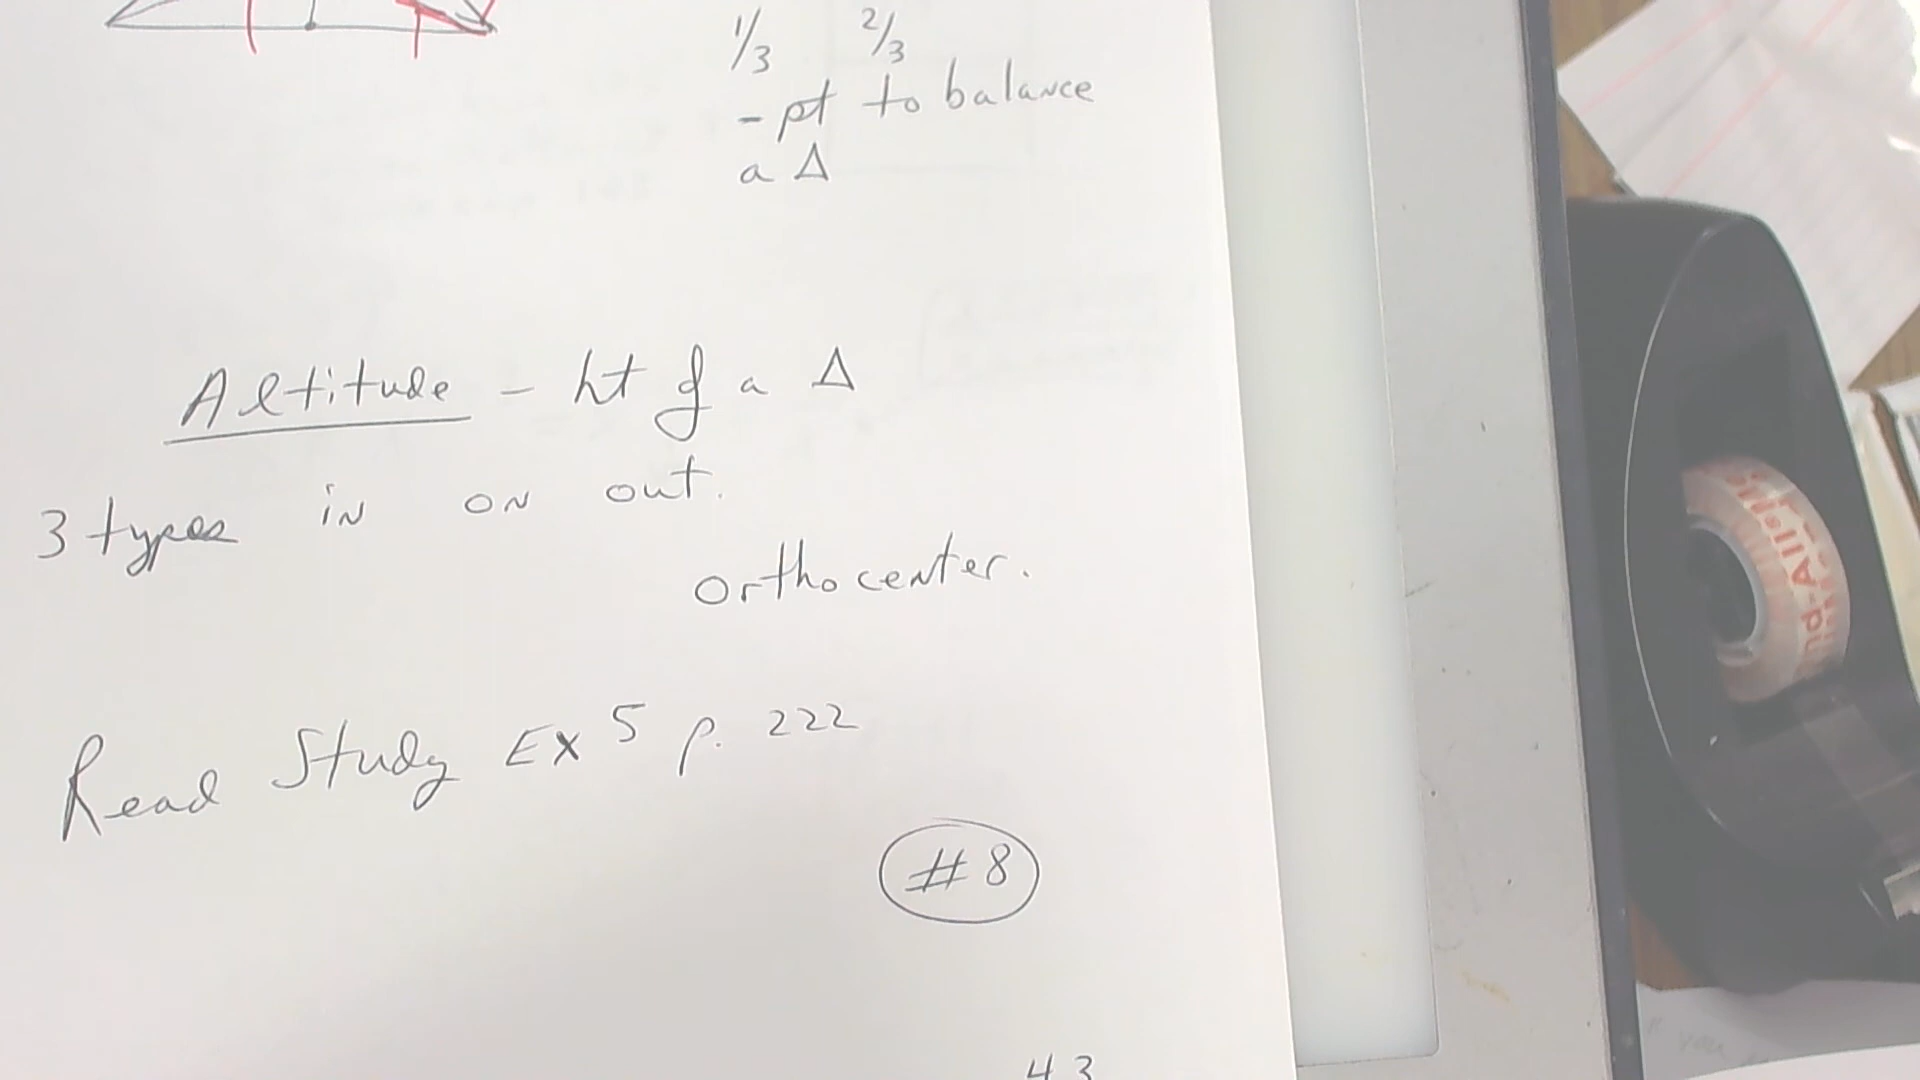 1/3 2/3
- pt to balance
a Δ
Altitude - ht of a Δ
3 types in on out.
Orthocenter.
Read Study Ex 5 p. 222
#8
43